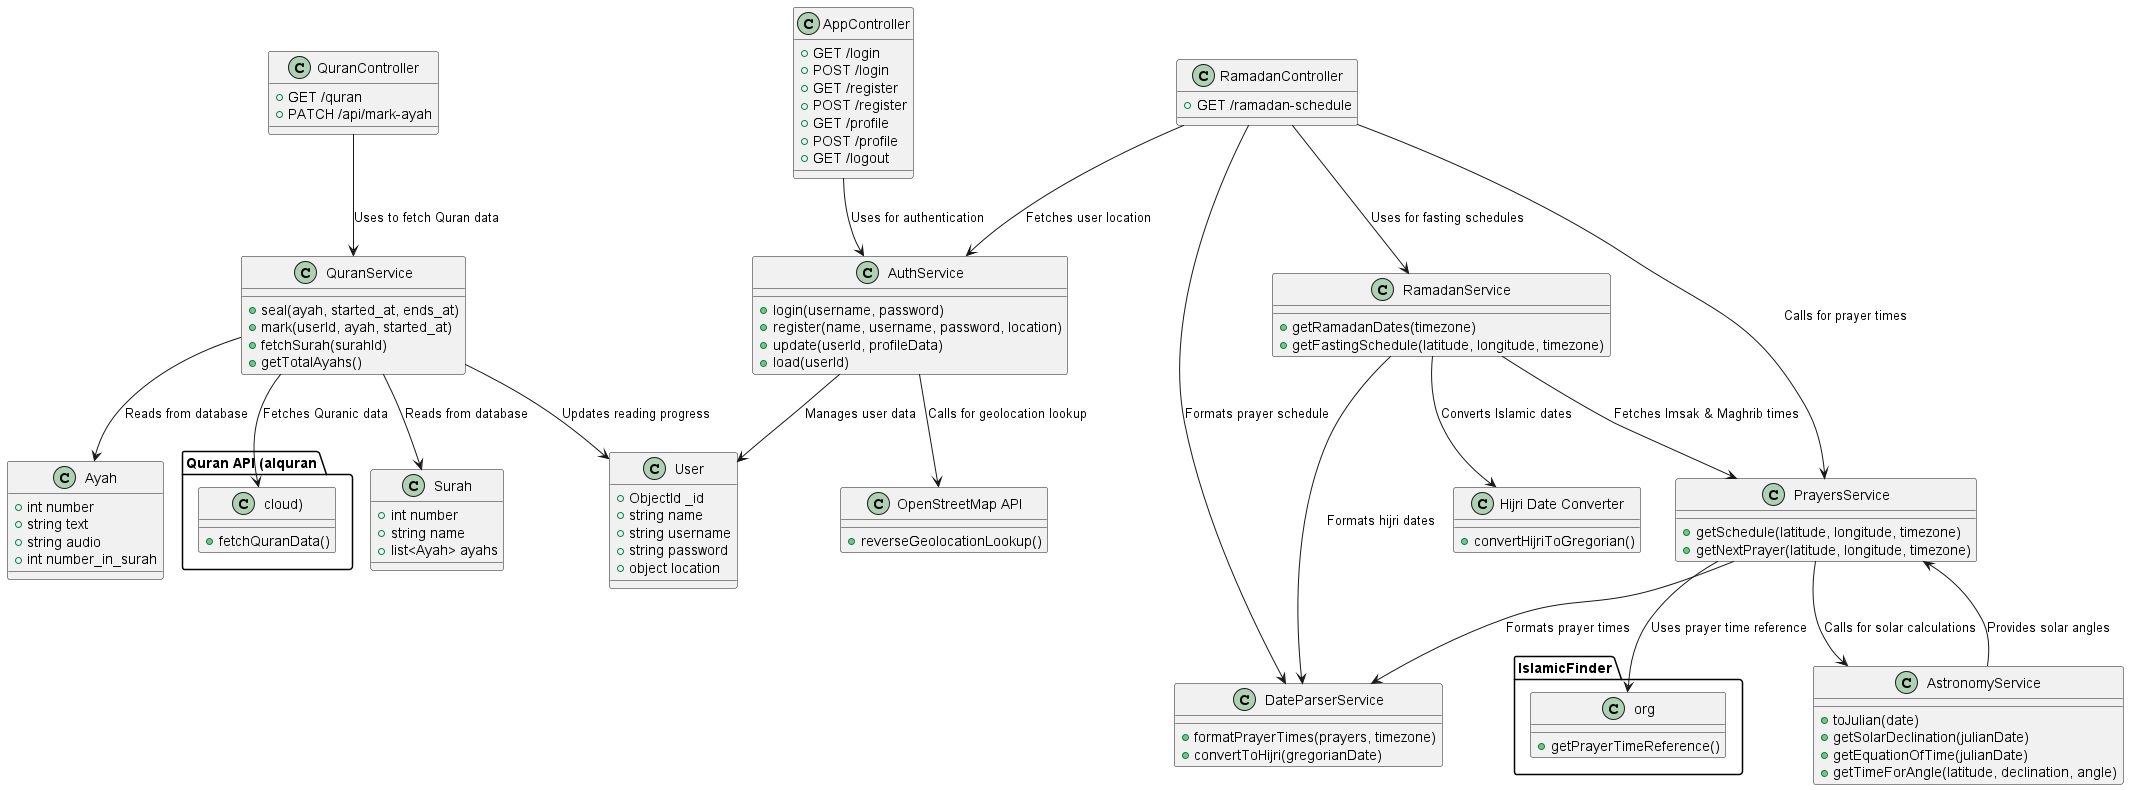 AppController
GET /login
POST /login
GET /register
POST /register
GET /profile
POST /profile
GET /logout
QuranController
GET /quran
PATCH /api/mark-ayah
RamadanController
GET /ramadan-schedule
Uses to fetch Quran data
Uses for authentication
Fetches user location
Uses for fasting schedules
Calls for prayer times
QuranService
seal(ayah, started_at, ends_at)
mark(userId, ayah, started_at)
fetchSurah(surahId)
getTotalAyahs()
AuthService
login(username, password)
register(name, username, password, location)
update(userId, profileData)
load(userId)
RamadanService
getRamadanDates(timezone)
getFastingSchedule(latitude, longitude, timezone)
Reads from database
Fetches Quranic data
Reads from database
Updates reading progress
Manages user data
Calls for geolocation lookup
Formats prayer schedule
Converts Islamic dates
Fetches Imsak & Maghrib times
Ayah
int number
string text
string audio
int number_in_surah
Quran API (alquran
cloud)
fetchQuranData()
Surah
int number
string name
list<Ayah> ayahs
User
ObjectId _id
string name
string username
string password
object location
OpenStreetMap API
reverseGeolocationLookup()
Formats hijri dates
Hijri Date Converter
convertHijriToGregorian()
PrayersService
getSchedule(latitude, longitude, timezone)
getNextPrayer(latitude, longitude, timezone)
Formats prayer times
Uses prayer time reference
Calls for solar calculations
Provides solar angles
DateParserService
formatPrayerTimes(prayers, timezone)
convertToHijri(gregorianDate)
IslamicFinder
org
getPrayerTimeReference()
AstronomyService
toJulian(date)
getSolarDeclination(julianDate)
getEquationOfTime(julianDate)
getTimeForAngle(latitude, declination, angle)